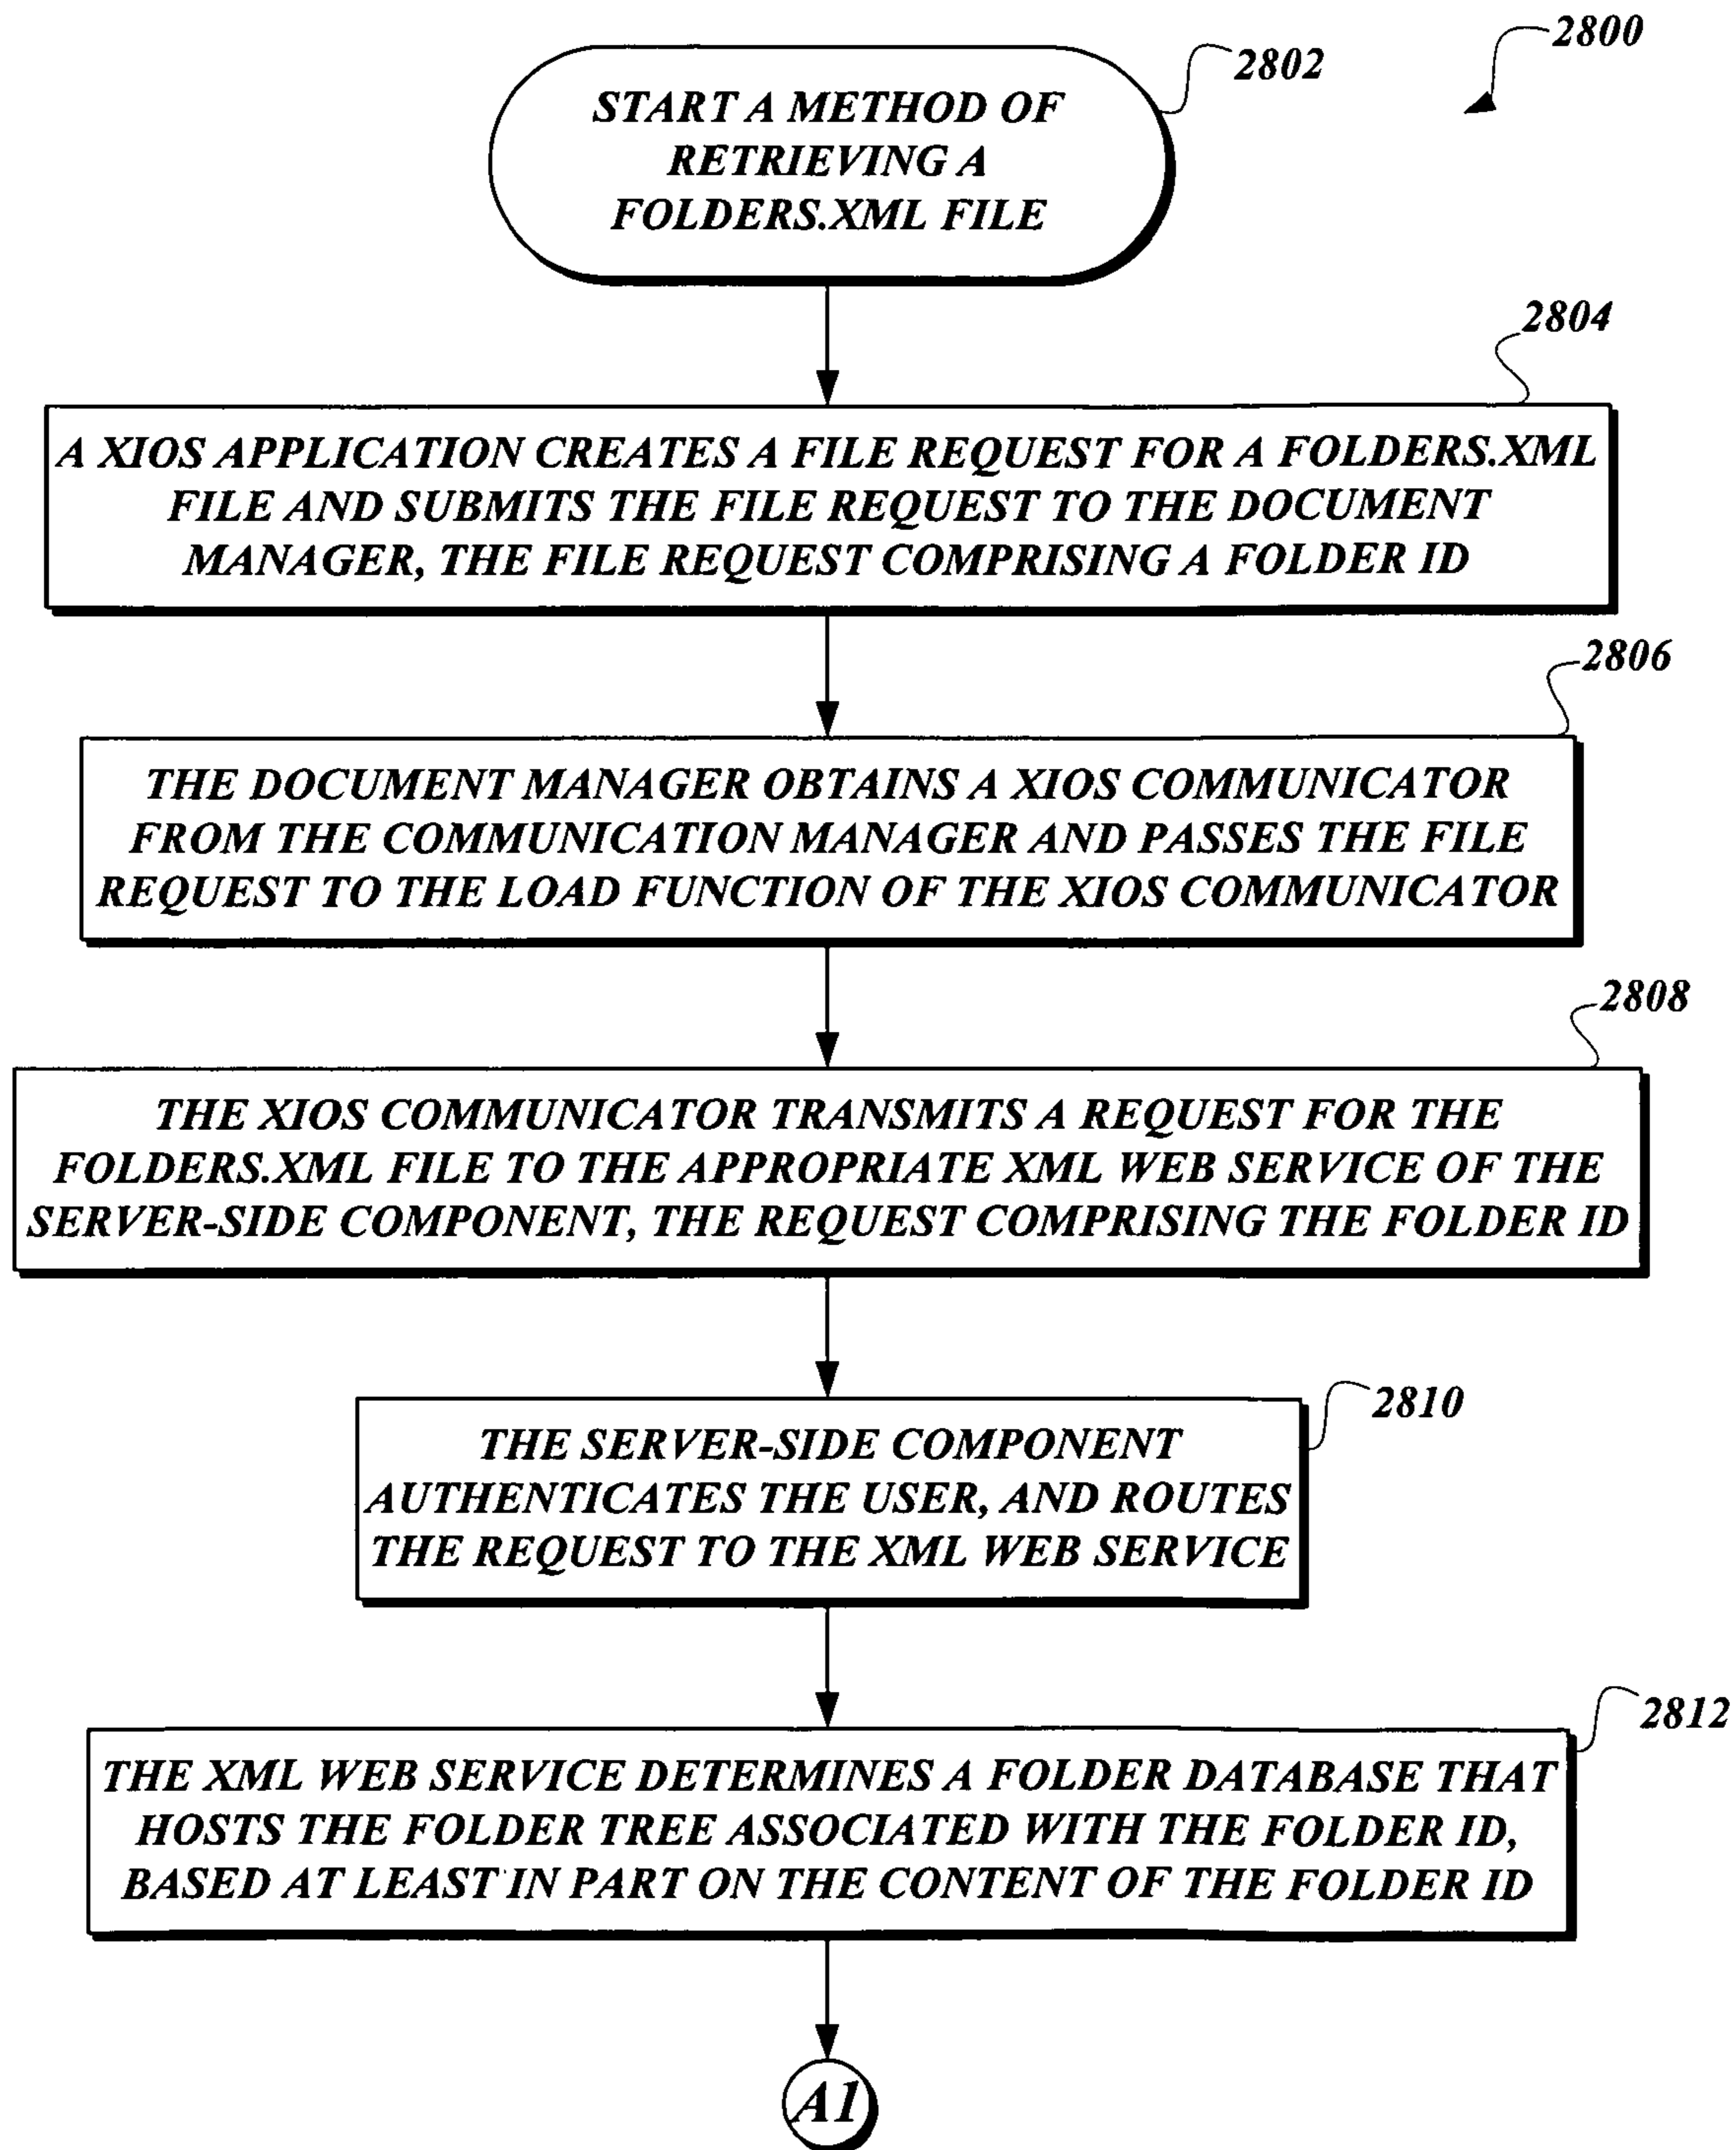 2800
2802
START A METHOD OF
RETRIEVING A
FOLDERS.XML FILE
2804
A XIOS APPLICATION CREATES A FILE REQUEST FOR A FOLDERS.XML
FILE AND SUBMITS THE FILE REQUEST TO THE DOCUMENT
MANAGER, THE FILE REQUEST COMPRISING A FOLDER ID
2806
THE DOCUMENT MANAGER OBTAINS A XIOS COMMUNICATOR
FROM THE COMMUNICATION MANAGER AND PASSES THE FILE
REQUEST TO THE LOAD FUNCTION OF THE XIOS COMMUNICATOR
2808
THE XIOS COMMUNICATOR TRANSMITS A REQUEST FOR THE
FOLDERS.XML FILE TO THE APPROPRIATE XML WEB SERVICE OF THE
SERVER-SIDE COMPONENT, THE REQUEST COMPRISING THE FOLDER ID
2810
THE SERVER-SIDE COMPONENT
AUTHENTICATES THE USER, AND ROUTES
THE REQUEST TO THE XML WEB SERVICE
2812
THE XML WEB SERVICE DETERMINES A FOLDER DATABASE THAT
HOSTS THE FOLDER TREE ASSOCIATED WITH THE FOLDER ID,
BASED AT LEAST IN PART ON THE CONTENT OF THE FOLDER ID
A1